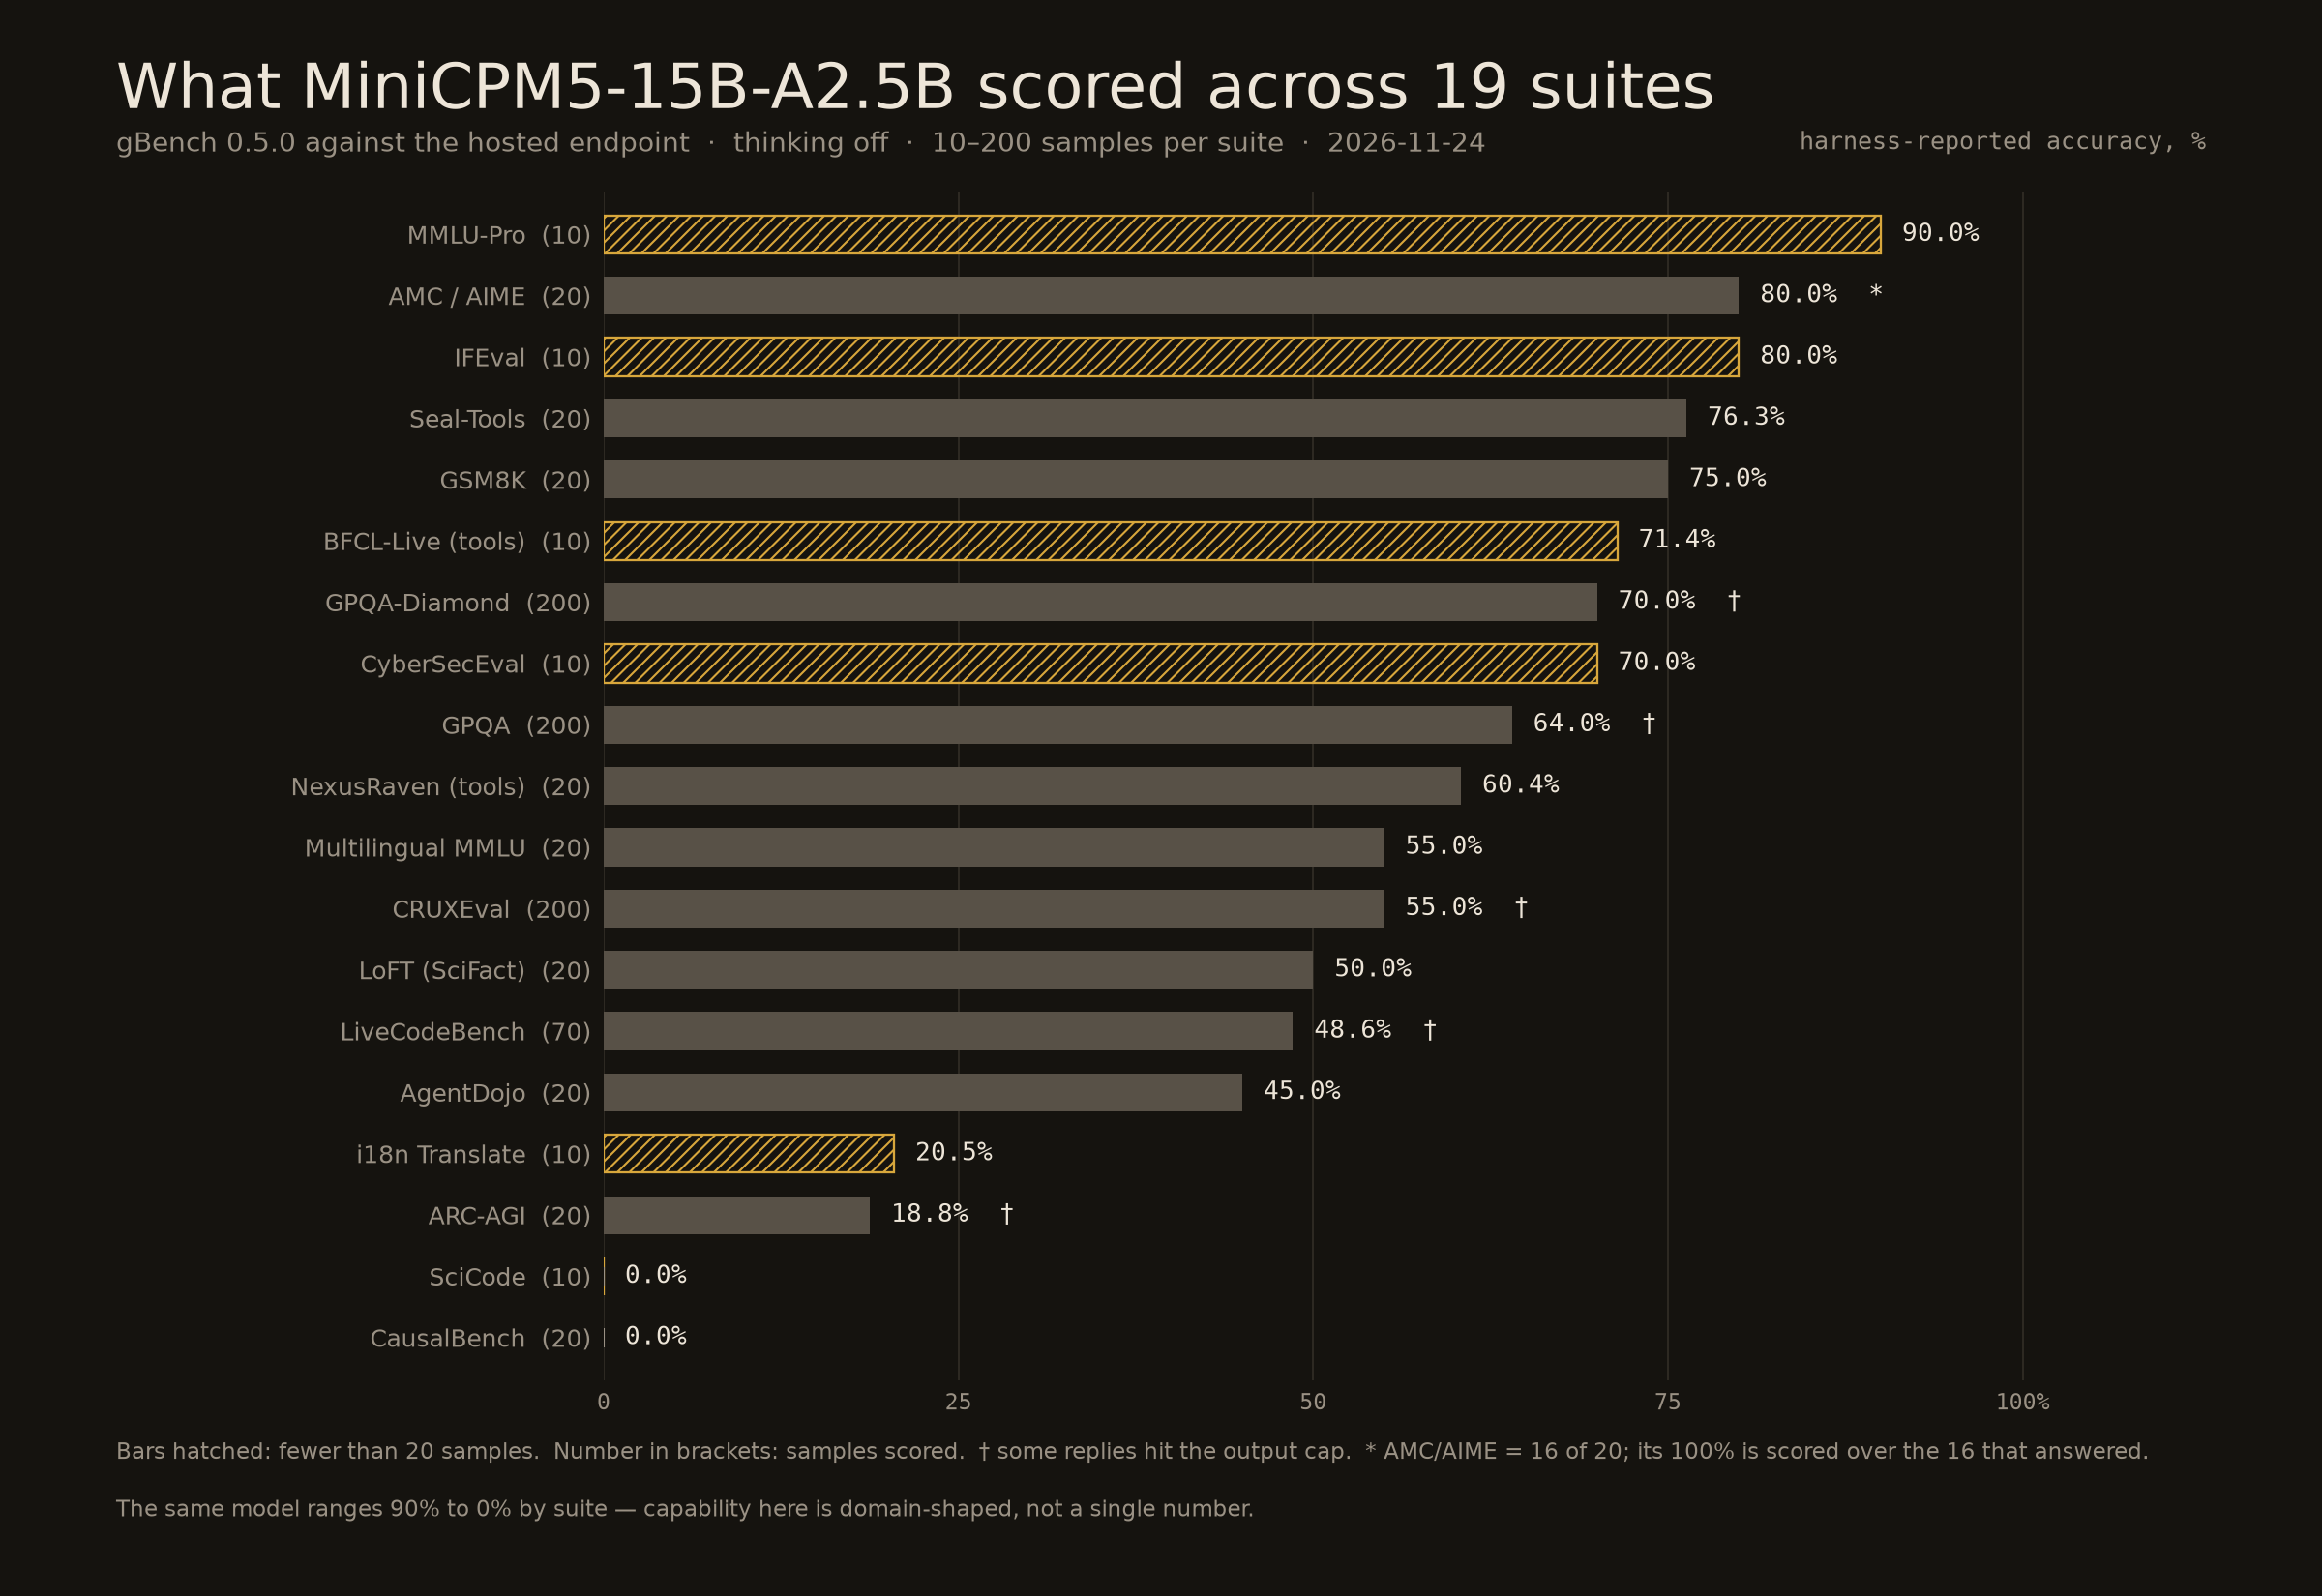 What MiniCPM5-15B-A2.5B scored across 19 suites
gBench 0.5.0 against the hosted endpoint · thinking off · 10–200 samples per suite · 2026-11-24
harness-reported accuracy, %
MMLU-Pro (10) 90.0%
AMC / AIME (20) 80.0% *
IFEval (10) 80.0%
Seal-Tools (20) 76.3%
GSM8K (20) 75.0%
BFCL-Live (tools) (10) 71.4%
GPQA-Diamond (200) 70.0% †
CyberSecEval (10) 70.0%
GPQA (200) 64.0% †
NexusRaven (tools) (20) 60.4%
Multilingual MMLU (20) 55.0%
CRUXEval (200) 55.0% †
LoFT (SciFact) (20) 50.0%
LiveCodeBench (70) 48.6% †
AgentDojo (20) 45.0%
i18n Translate (10) 20.5%
ARC-AGI (20) 18.8% †
SciCode (10) 0.0%
CausalBench (20) 0.0%
0 25 50 75 100%
Bars hatched: fewer than 20 samples. Number in brackets: samples scored. † some replies hit the output cap. * AMC/AIME = 16 of 20; its 100% is scored over the 16 that answered.
The same model ranges 90% to 0% by suite — capability here is domain-shaped, not a single number.